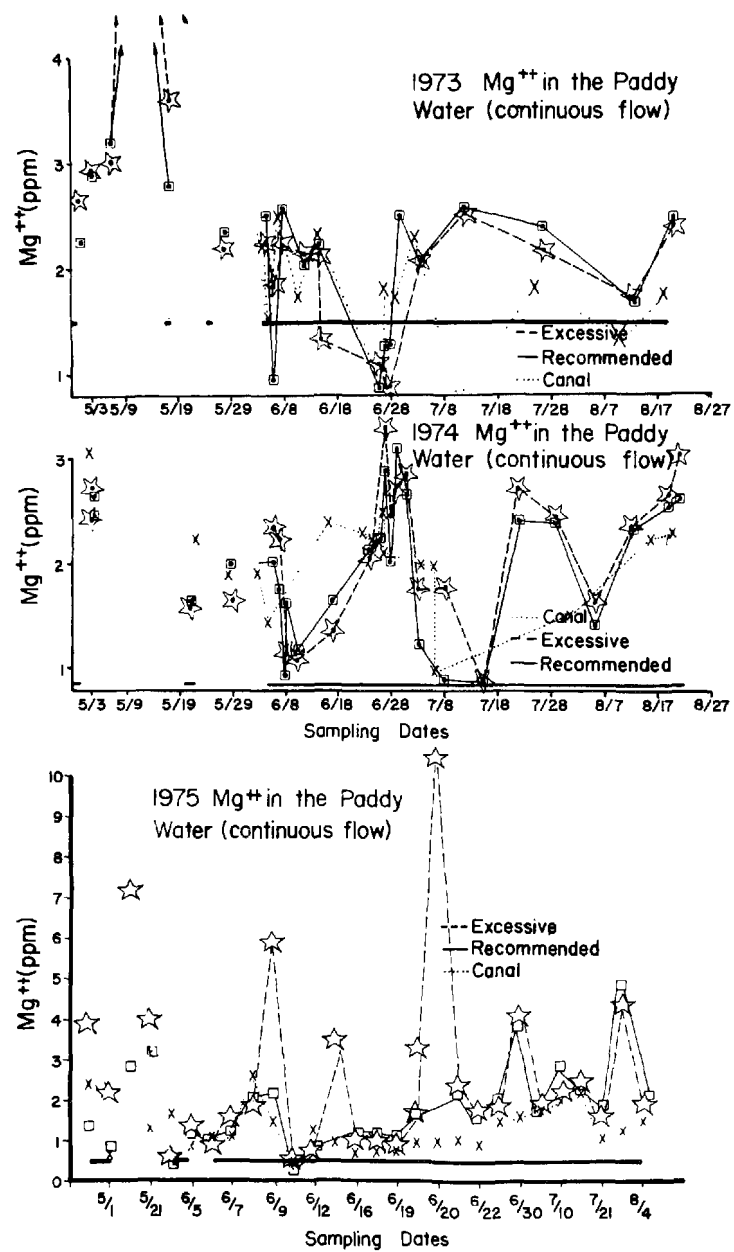 1973 Mg++ in the Paddy
Water (continuous flow)
Mg++(ppm)
4
3
2
1
Excessive
Recommended
Canal
5/3 5/9 5/19 5/29 6/8 6/18 6/28 7/8 7/18 7/28 8/7 8/17 8/27
1974 Mg++ in the Paddy
Water (continuous flow)
Mg++(ppm)
3
2
1
Canal
Excessive
Recommended
5/3 5/9 5/19 5/29 6/8 6/18 6/28 7/8 7/18 7/28 8/7 8/17 8/27
Sampling Dates
1975 Mg++ in the Paddy
Water (continuous flow)
Mg++(ppm)
10
9
8
7
6
5
4
3
2
1
0
Excessive
Recommended
Canal
5/1 5/21 6/5 6/7 6/9 6/12 6/16 6/19 6/20 6/22 6/30 7/10 7/21 8/4
Sampling Dates